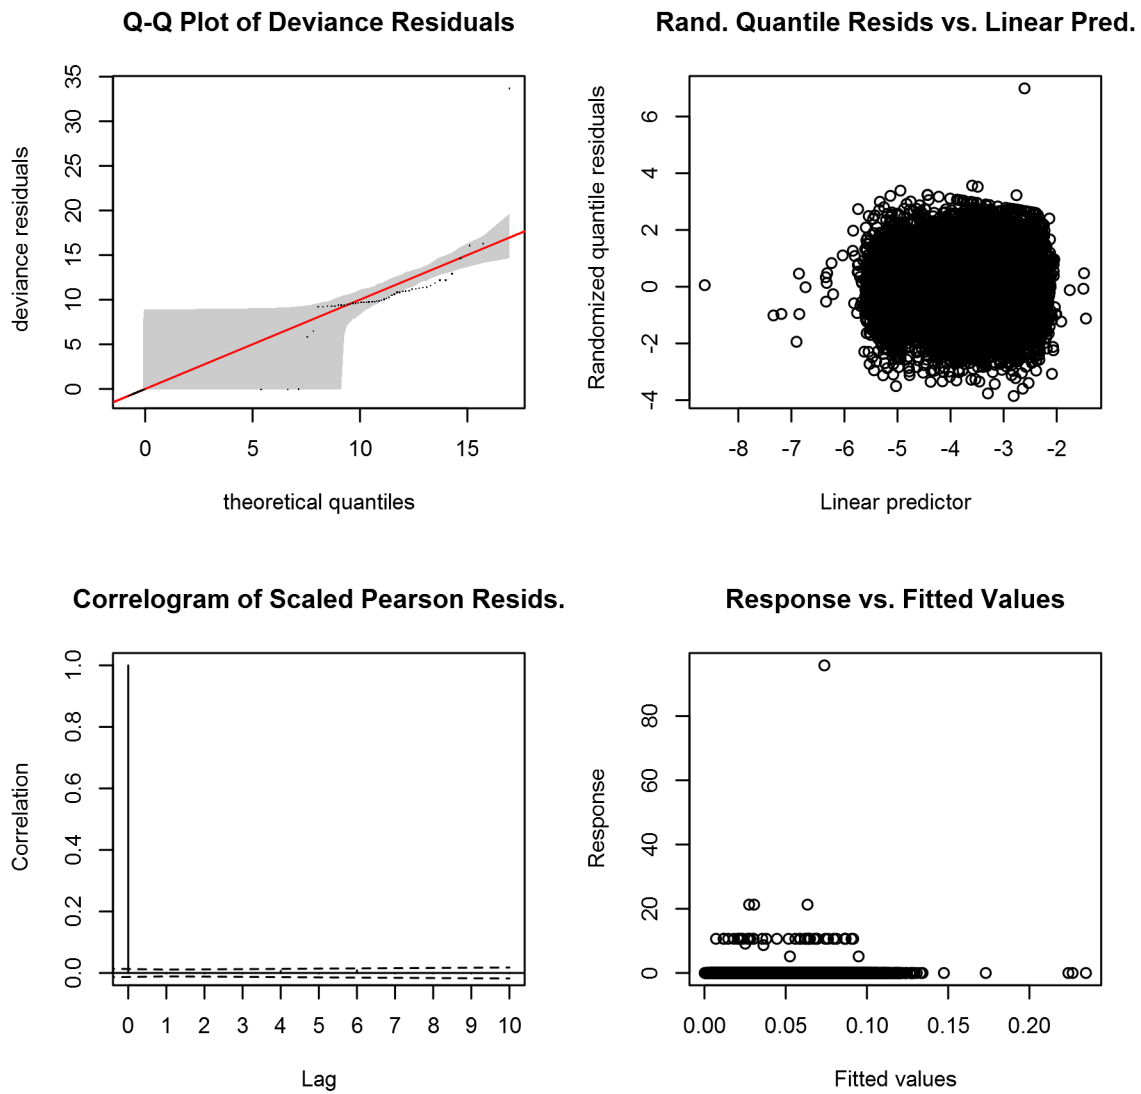 Q-Q Plot of Deviance Residuals
deviance residuals
35
30
25
20
15
10
5
0
0 5 10 15
theoretical quantiles
Rand. Quantile Resids vs. Linear Pred.
Randomized quantile residuals
6
4
2
0
-2
-4
-8 -7 -6 -5 -4 -3 -2
Linear predictor
Correlogram of Scaled Pearson Resids.
Correlation
1.0
0.8
0.6
0.4
0.2
0.0
0 1 2 3 4 5 6 7 8 9 10
Lag
Response vs. Fitted Values
Response
80
60
40
20
0
0.00 0.05 0.10 0.15 0.20
Fitted values